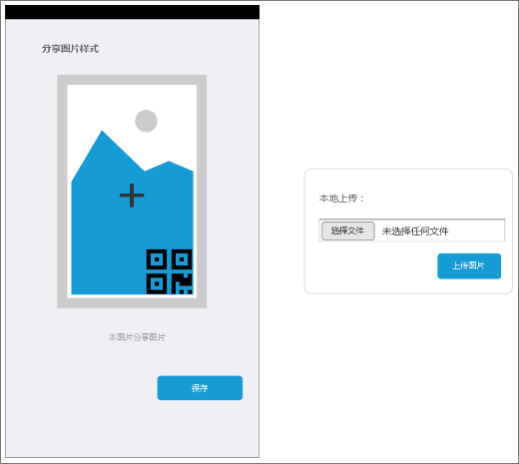 分享图片样式
本图片分享图片
保存
本地上传：
选择文件 未选择任何文件
上传图片